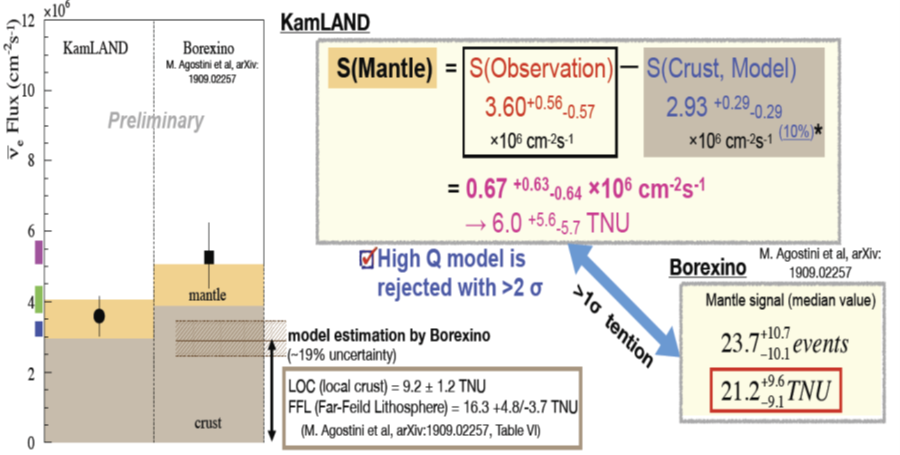 ×10⁶
12
10
8
6
4
2
0
ν̄e Flux (cm⁻²s⁻¹)
KamLAND
Borexino
M. Agostini et al, arXiv:
1909.02257
Preliminary
mantle
crust
KamLAND
S(Mantle) = S(Observation) − S(Crust, Model)
3.60+0.56-0.57 2.93 +0.29-0.29
×10⁶ cm-2s-1 ×10⁶ cm-2s-1 (10%)*
= 0.67 +0.63-0.64 ×10⁶ cm-2s-1
→ 6.0 +5.6-5.7 TNU
High Q model is
rejected with >2 σ
>1σ tention
Borexino
M. Agostini et al, arXiv:
1909.02257
Mantle signal (median value)
23.7+10.7-10.1 events
21.2+9.6-9.1 TNU
model estimation by Borexino
(~19% uncertainty)
LOC (local crust) = 9.2 ± 1.2 TNU
FFL (Far-Feild Lithosphere) = 16.3 +4.8/-3.7 TNU
(M. Agostini et al, arXiv:1909.02257, Table VI)